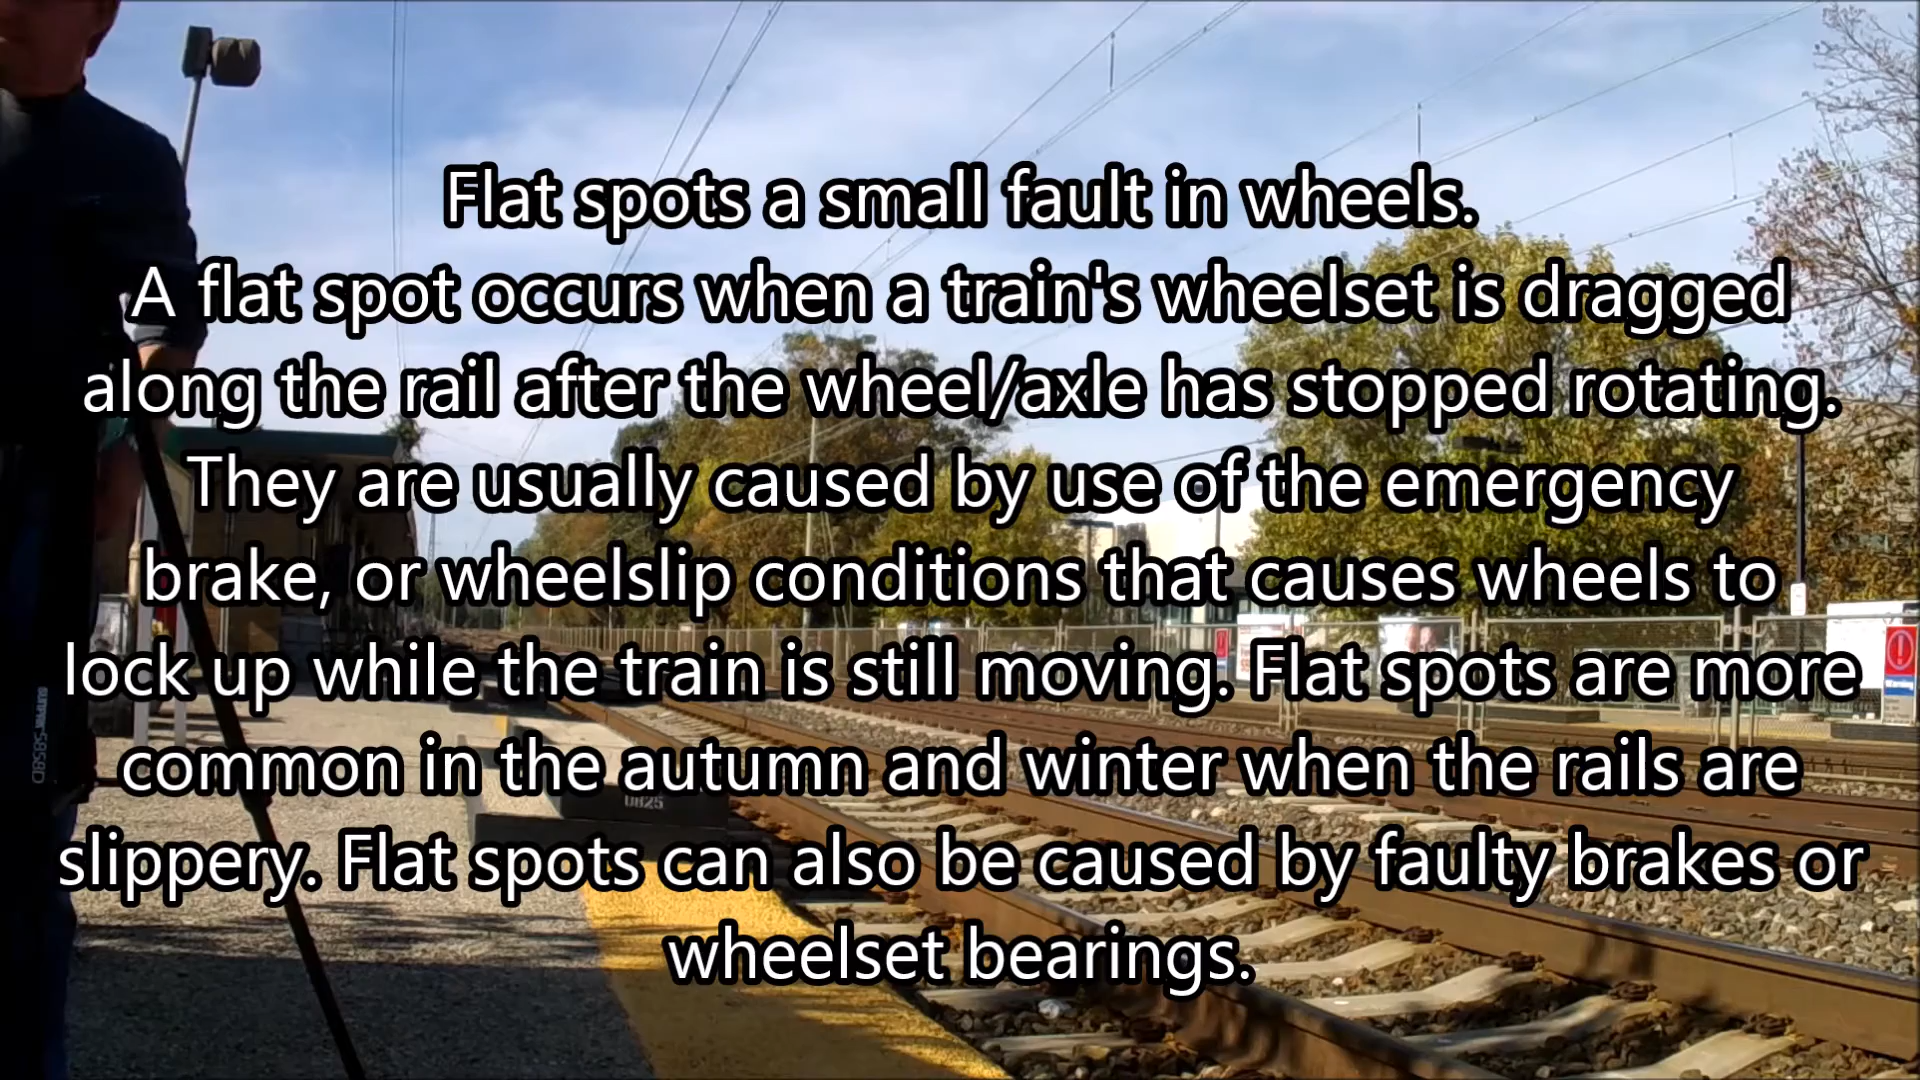 Flat spots a small fault in wheels.
A flat spot occurs when a train's wheelset is dragged
along the rail after the wheel/axle has stopped rotating.
They are usually caused by use of the emergency
brake, or wheelslip conditions that causes wheels to
lock up while the train is still moving. Flat spots are more
common in the autumn and winter when the rails are
slippery. Flat spots can also be caused by faulty brakes or
wheelset bearings.